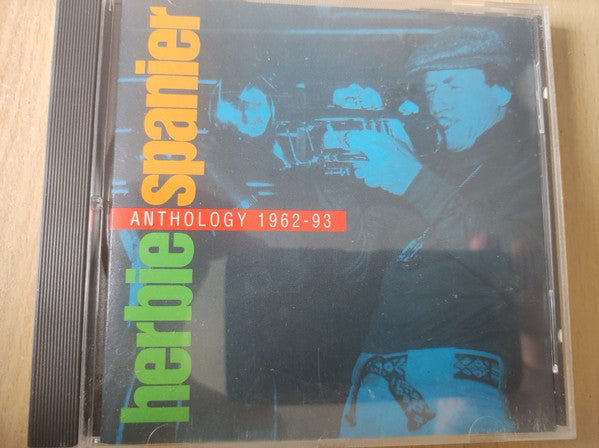 herbie spanier
ANTHOLOGY 1962-93